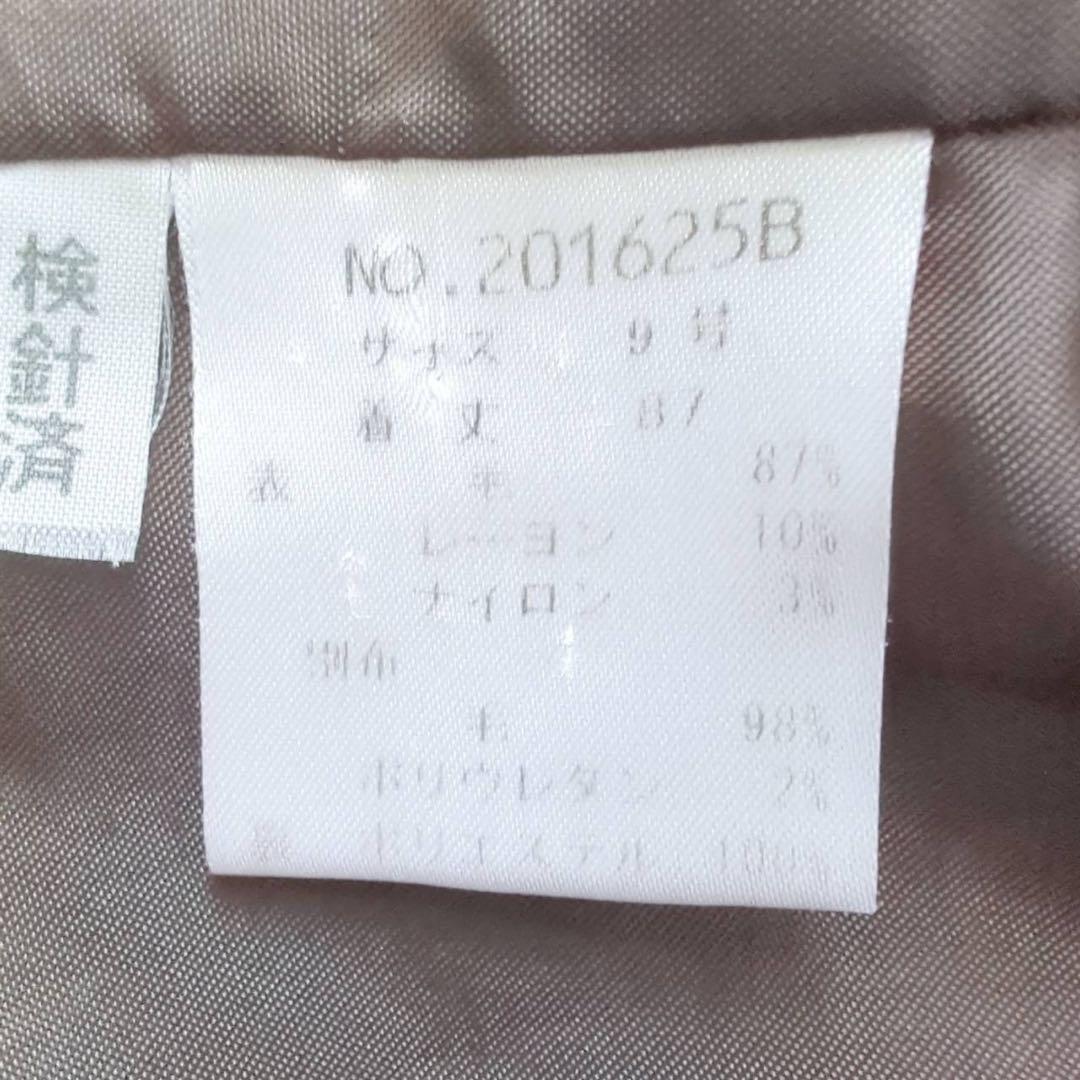 検針済
NO.201625B
サイズ 9号
着丈 87
表 毛 87%
レーヨン 10%
ナイロン 3%
別布
毛 98%
ポリウレタン 2%
裏 ポリエステル 100%